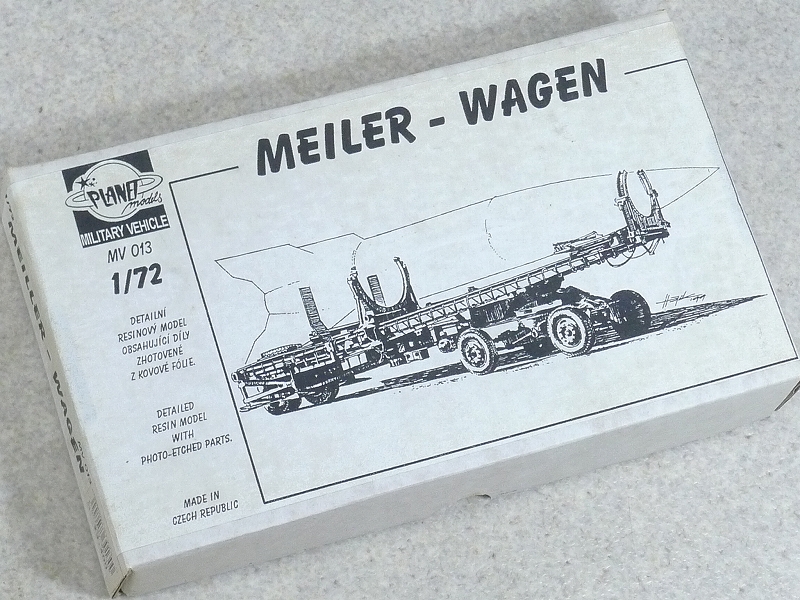 MEILER - WAGEN
PLANET
models
MILITARY VEHICLE
MV 013
1/72
DETAILNÍ
RESINOVÝ MODEL
OBSAHUJÍCÍ DÍLY
ZHOTOVENÉ
Z KOVOVÉ FÓLIE.
DETAILED
RESIN MODEL
WITH
PHOTO-ETCHED PARTS.
MADE IN
CZECH REPUBLIC
MEILER - WAGEN